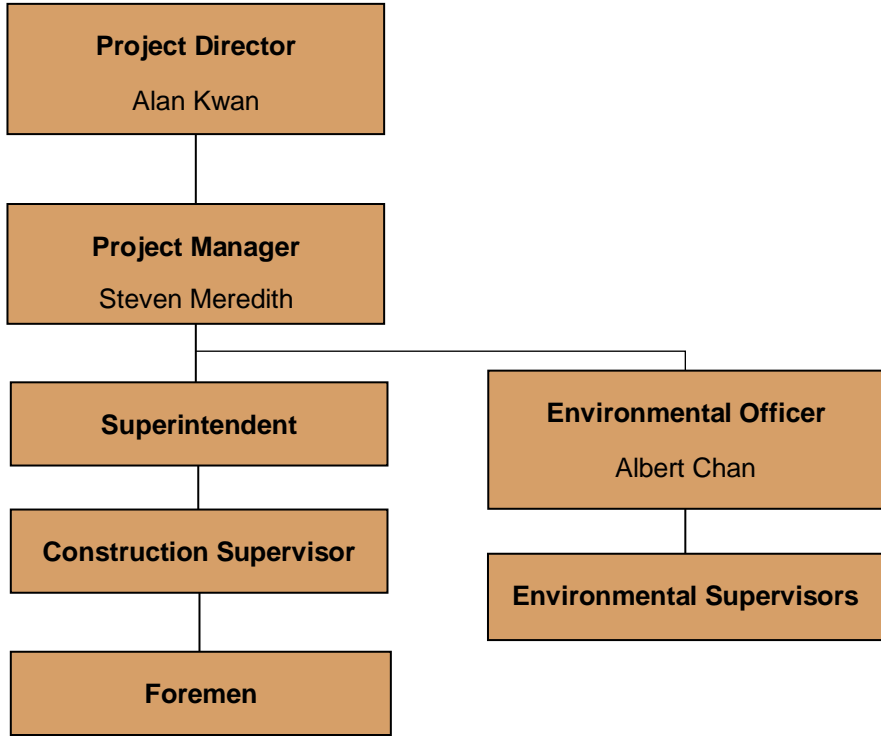 Project Director
Alan Kwan
Project Manager
Steven Meredith
Superintendent
Environmental Officer
Albert Chan
Construction Supervisor
Environmental Supervisors
Foremen